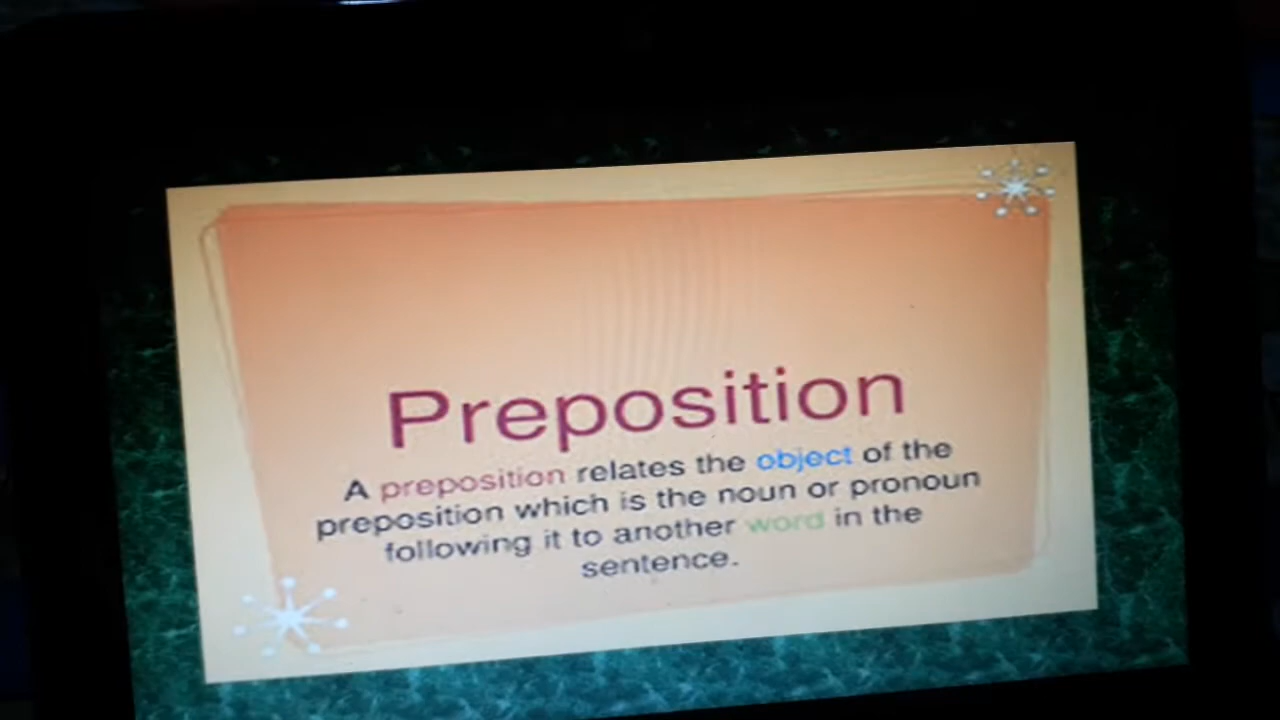 Preposition
A preposition relates the object of the
preposition which is the noun or pronoun
following it to another word in the
sentence.